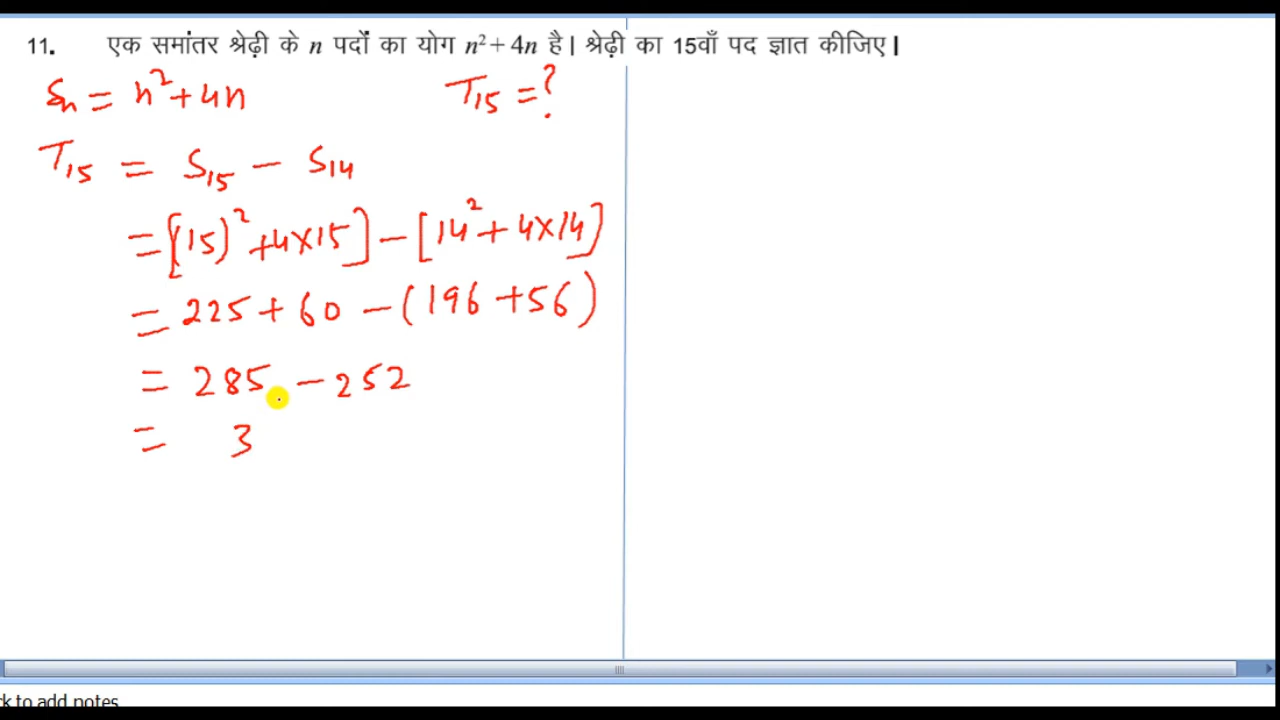 11. एक समांतर श्रेढ़ी के n पदों का योग n² + 4n है। श्रेढ़ी का 15वाँ पद ज्ञात कीजिए।
Sn = n² + 4n T15 = ?
T15 = S15 - S14
= [(15)² + 4×15] - [14² + 4×14]
= 225 + 60 - (196 + 56)
= 285 - 252
= 3
ck to add notes